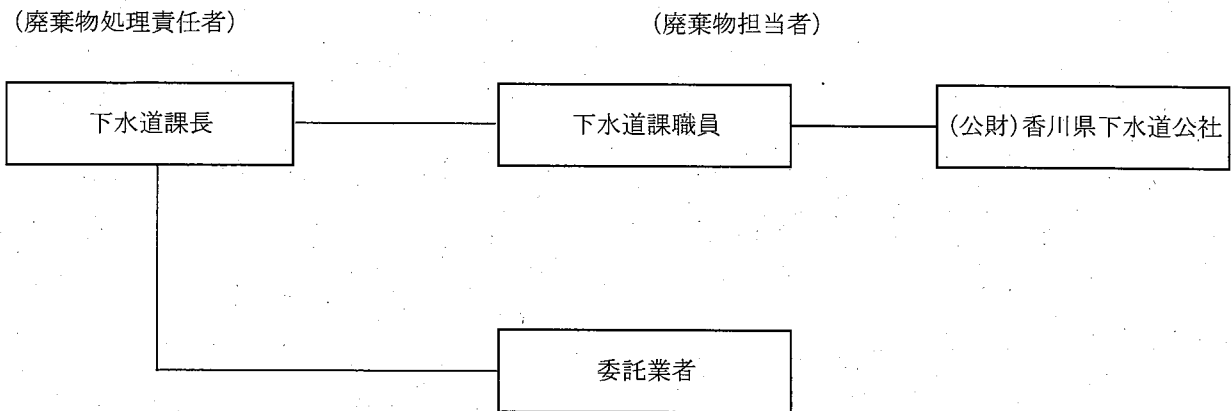 (廃棄物処理責任者)
(廃棄物担当者)
下水道課長
下水道課職員
(公財)香川県下水道公社
委託業者